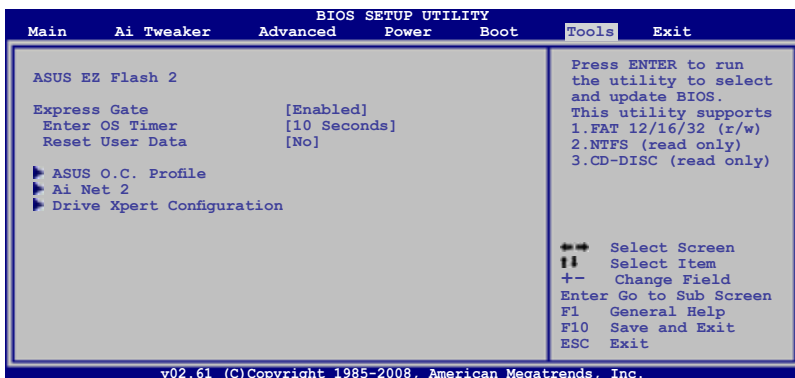 BIOS SETUP UTILITY
Main Ai Tweaker Advanced Power Boot Tools Exit
ASUS EZ Flash 2
Express Gate [Enabled]
Enter OS Timer [10 Seconds]
Reset User Data [No]
ASUS O.C. Profile
Ai Net 2
Drive Xpert Configuration
Press ENTER to run
the utility to select
and update BIOS.
This utility supports
1.FAT 12/16/32 (r/w)
2.NTFS (read only)
3.CD-DISC (read only)
Select Screen
Select Item
+- Change Field
Enter Go to Sub Screen
F1 General Help
F10 Save and Exit
ESC Exit
v02.61 (C)Copyright 1985-2008, American Megatrends, Inc.